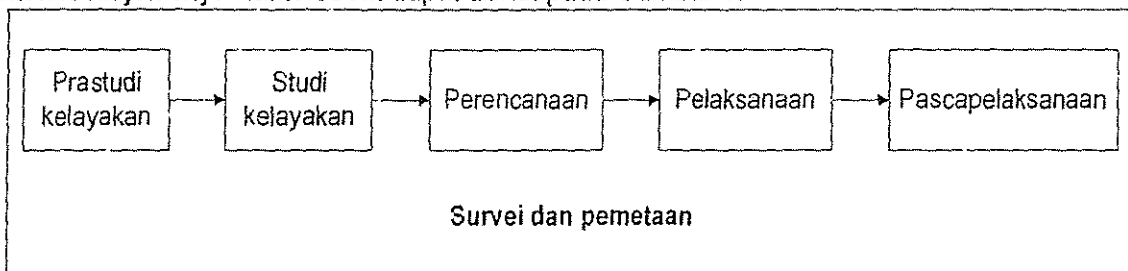 Prastudi
kelayakan
Studi
kelayakan
Perencanaan
Pelaksanaan
Pascapelaksanaan
Survei dan pemetaan